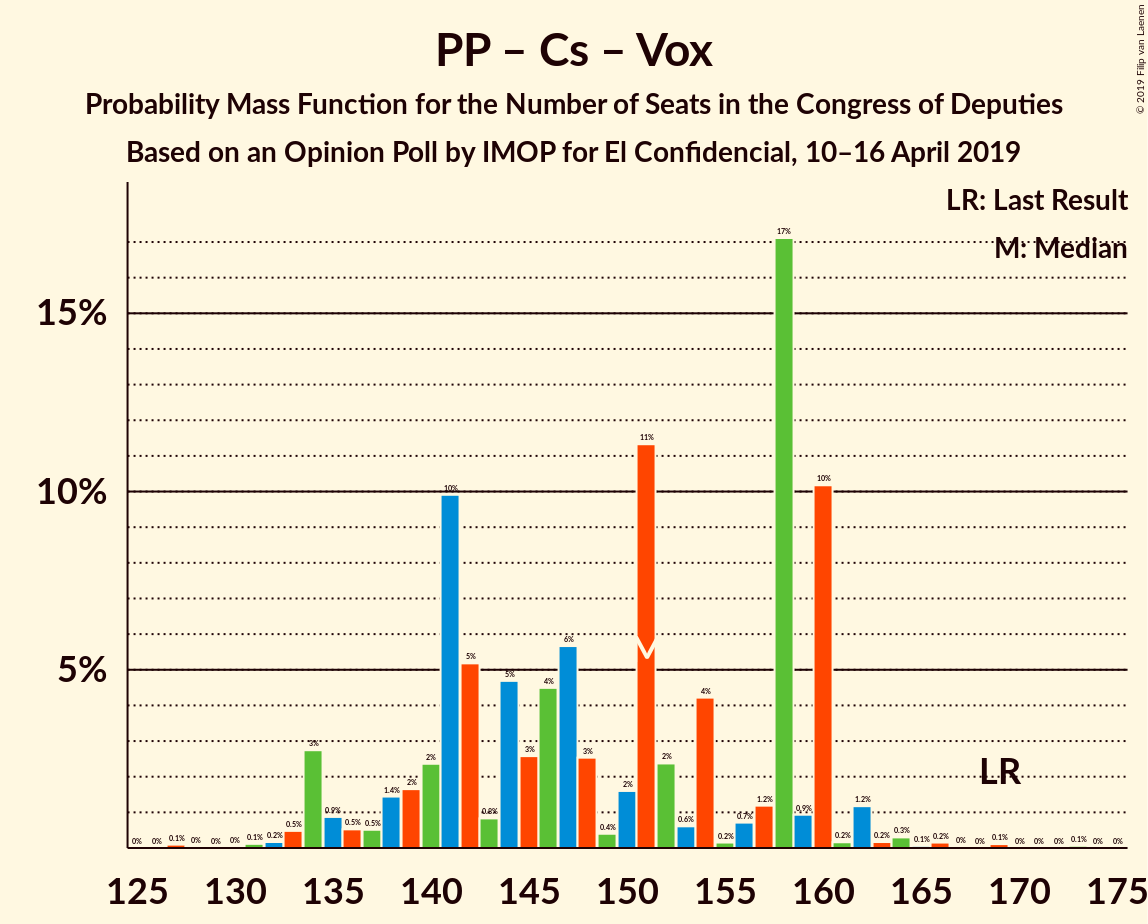 PP – Cs – Vox
Probability Mass Function for the Number of Seats in the Congress of Deputies
Based on an Opinion Poll by IMOP for El Confidencial, 10–16 April 2019
© 2019 Filip van Laenen
LR: Last Result
M: Median
17%
15%
11%
10%
10%
10%
6%
5%
5%
5%
4%
4%
3%
3%
3%
2%
2%
2%
2%
1.4%
1.2%
1.2%
LR
0% 0% 0.1% 0% 0% 0% 0.1% 0.2% 0.5% 0.9% 0.5% 0.5% 0.8% 0.4% 0.6% 0.2% 0.7% 0.9% 0.2% 0.2% 0.3% 0.1% 0.2% 0% 0% 0.1% 0% 0% 0% 0.1% 0% 0%
125 130 135 140 145 150 155 160 165 170 175